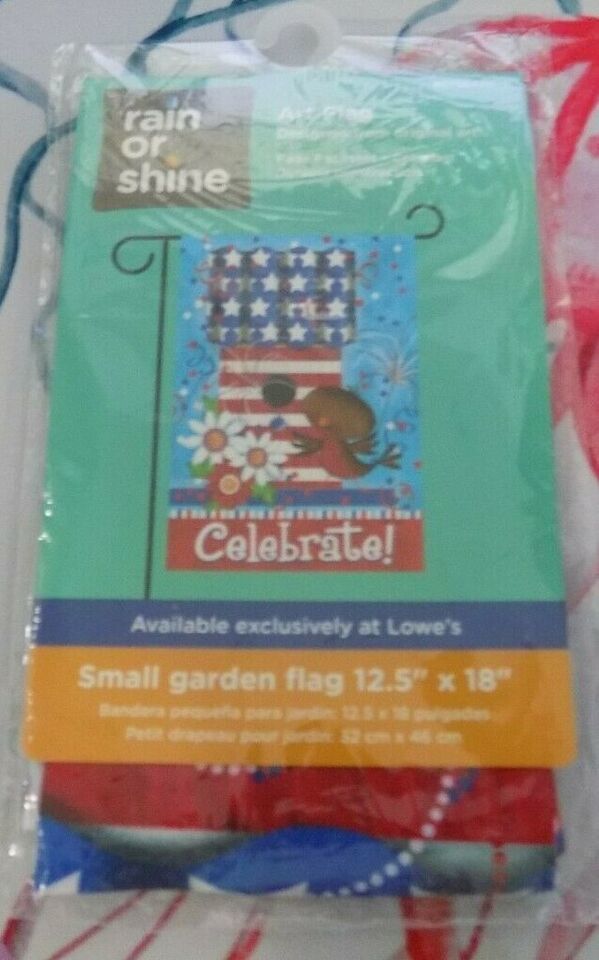 rain
or
shine
Art Flag
Celebrate!
Available exclusively at Lowe's
Small garden flag 12.5" x 18"
Bandera pequeña para jardín: 12.5 x 18 pulgadas
Petit drapeau pour jardin: 32 cm x 46 cm